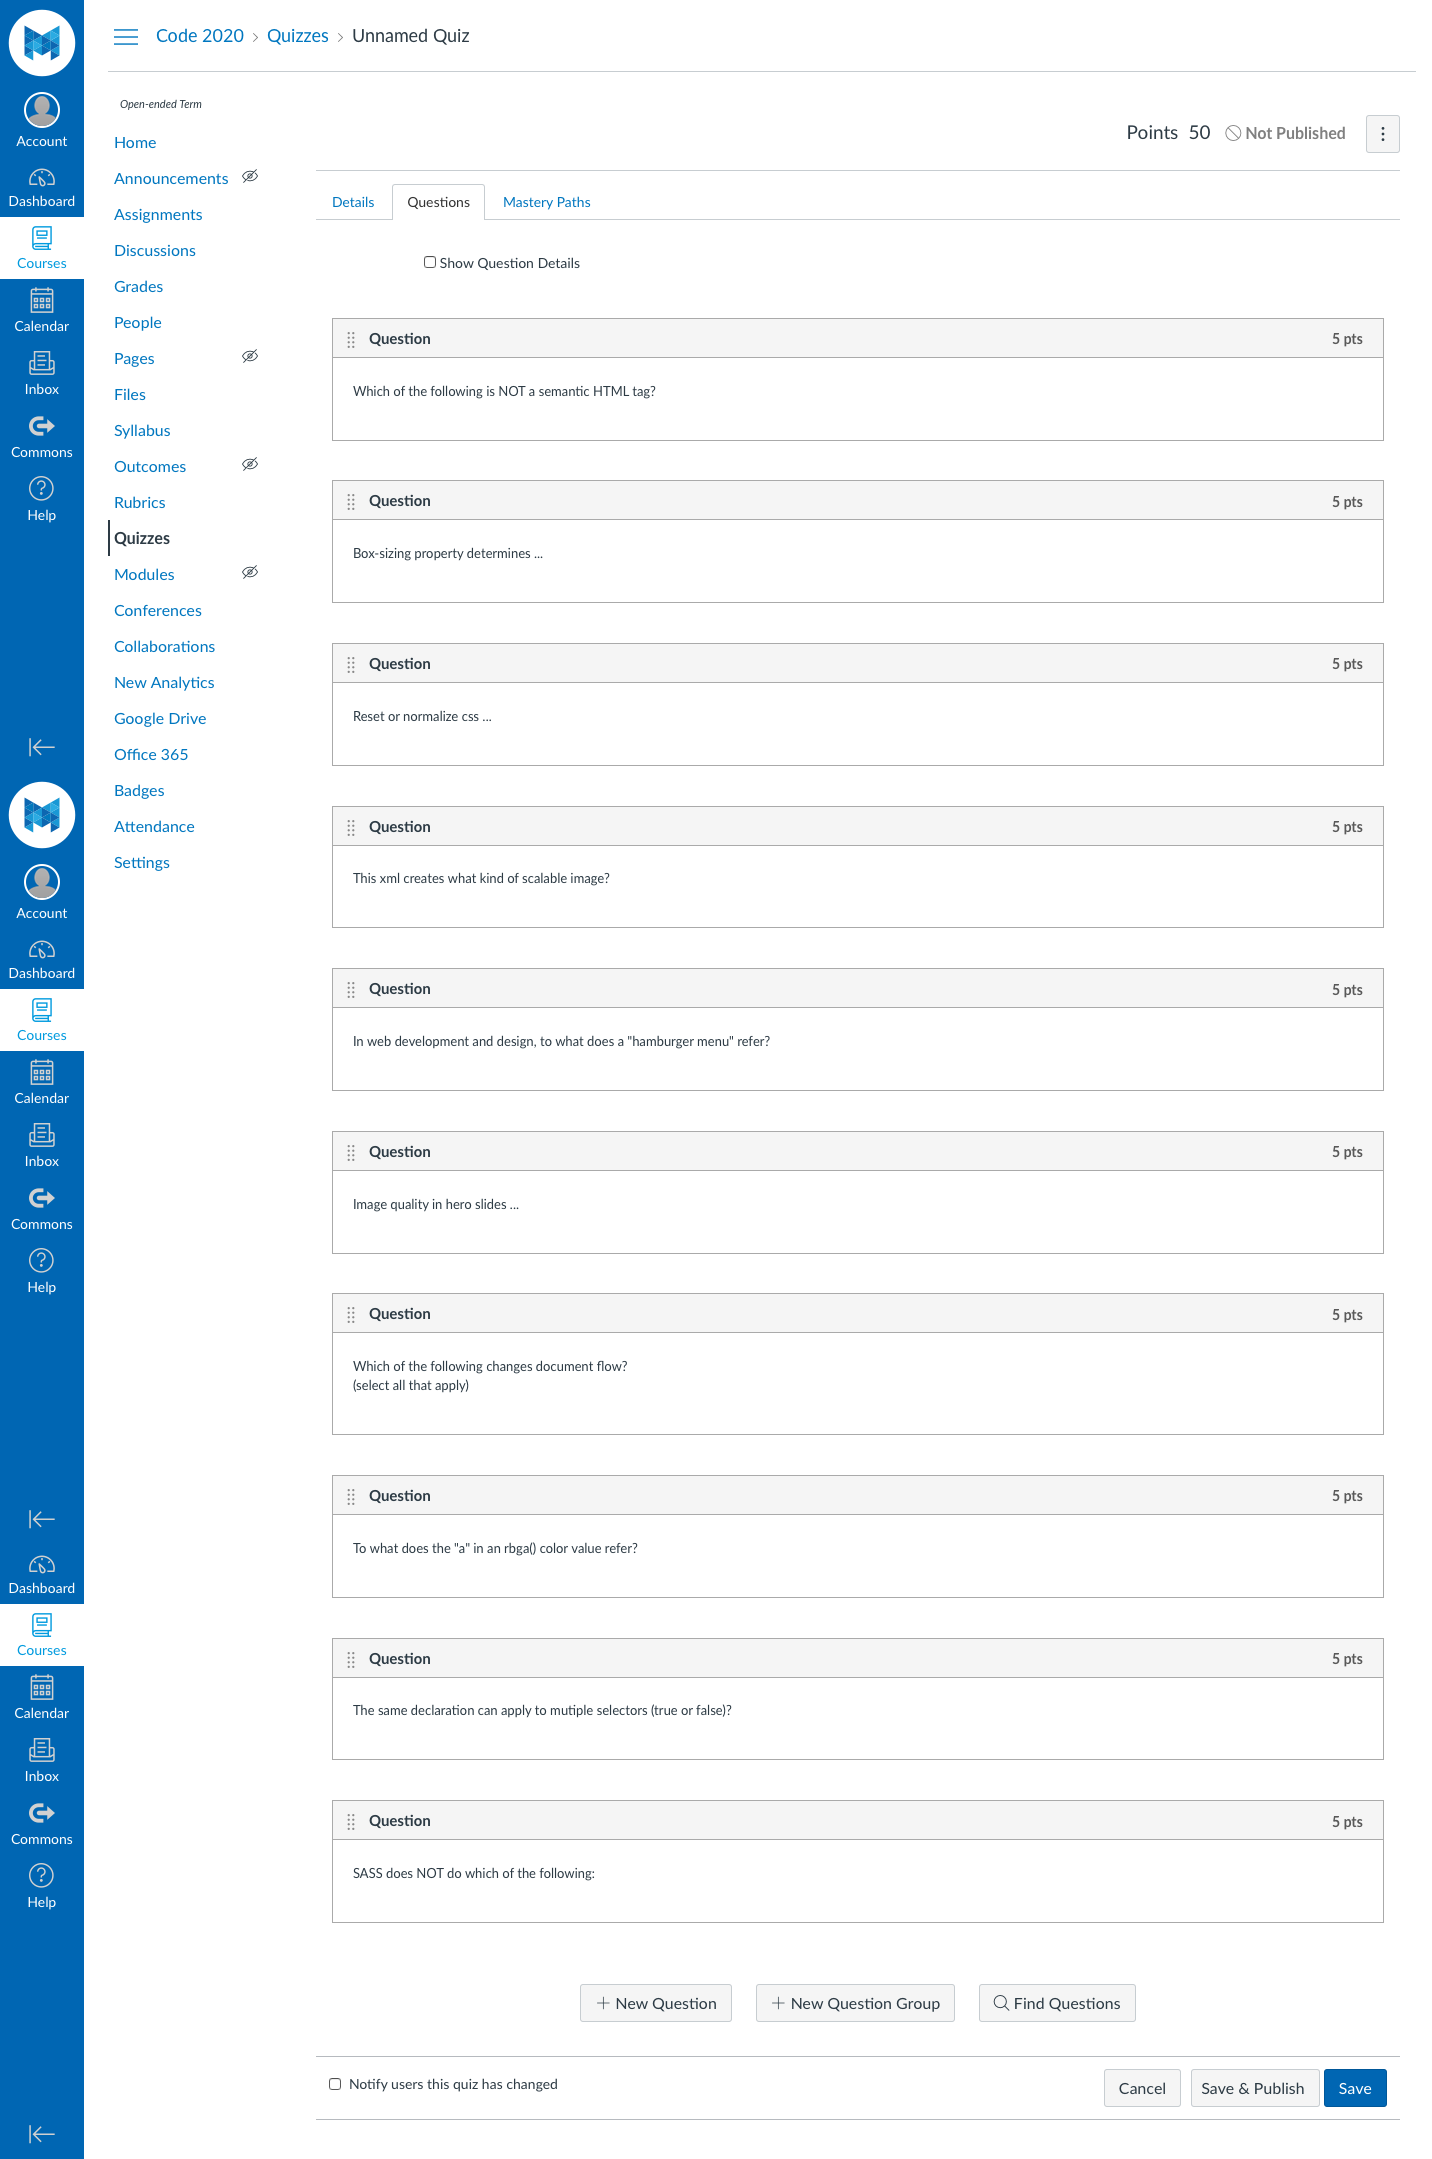 Code 2020 > Quizzes > Unnamed Quiz
Account
Dashboard
Courses
Calendar
Inbox
Commons
Help
Account
Dashboard
Courses
Calendar
Inbox
Commons
Help
Dashboard
Courses
Calendar
Inbox
Commons
Help
Open-ended Term
Home
Announcements
Assignments
Discussions
Grades
People
Pages
Files
Syllabus
Outcomes
Rubrics
Quizzes
Modules
Conferences
Collaborations
New Analytics
Google Drive
Office 365
Badges
Attendance
Settings
Points 50 Not Published
Details Questions Mastery Paths
Show Question Details
Question 5 pts
Which of the following is NOT a semantic HTML tag?
Question 5 pts
Box-sizing property determines ...
Question 5 pts
Reset or normalize css ...
Question 5 pts
This xml creates what kind of scalable image?
Question 5 pts
In web development and design, to what does a "hamburger menu" refer?
Question 5 pts
Image quality in hero slides ...
Question 5 pts
Which of the following changes document flow?
(select all that apply)
Question 5 pts
To what does the "a" in an rbga() color value refer?
Question 5 pts
The same declaration can apply to mutiple selectors (true or false)?
Question 5 pts
SASS does NOT do which of the following:
+ New Question + New Question Group Find Questions
Notify users this quiz has changed
Cancel Save & Publish Save